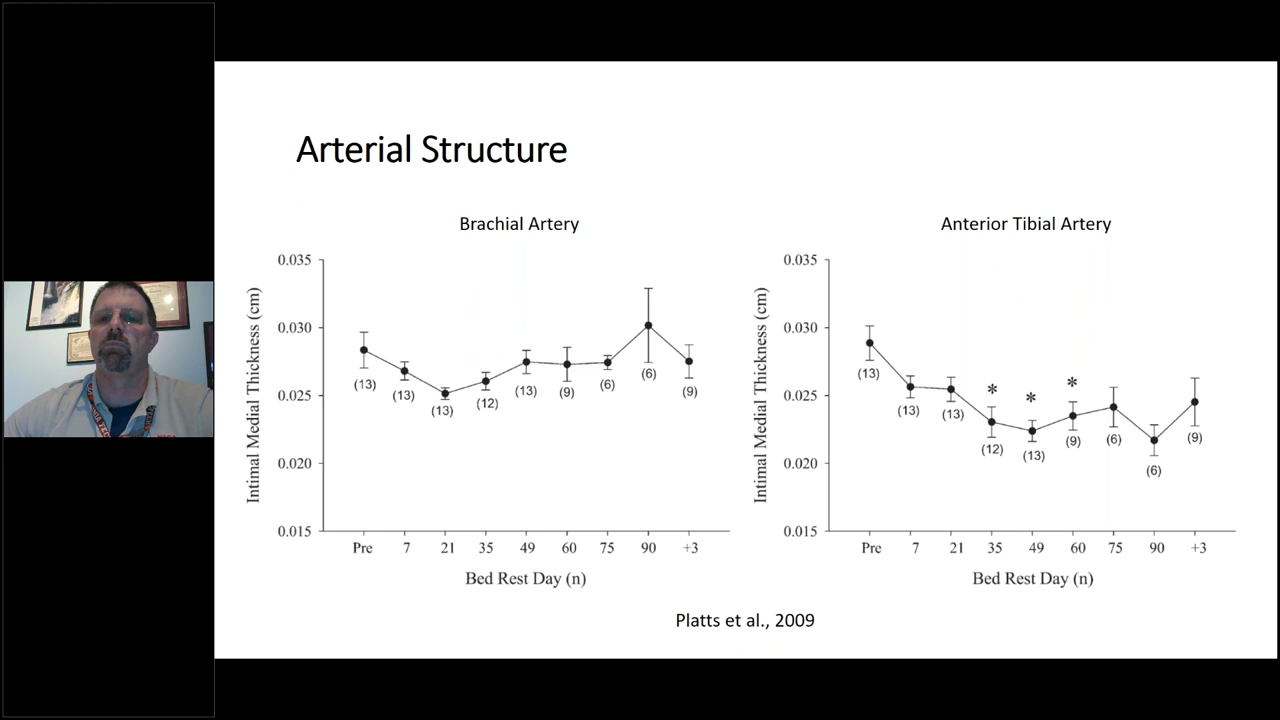 Arterial Structure
Brachial Artery
0.035
0.030
0.025
0.020
0.015
Intimal Medial Thickness (cm)
(13)
(13)
(13)
(12)
(13)
(9)
(6)
(6)
(9)
Pre 7 21 35 49 60 75 90 +3
Bed Rest Day (n)
Anterior Tibial Artery
0.035
0.030
0.025
0.020
0.015
Intimal Medial Thickness (cm)
(13)
(13)
(13)
* (12)
* (13)
* (9)
(6)
(6)
(9)
Pre 7 21 35 49 60 75 90 +3
Bed Rest Day (n)
Platts et al., 2009